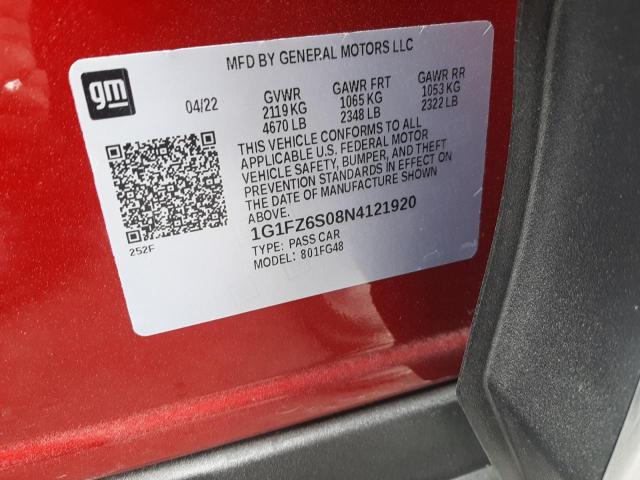 MFD BY GENERAL MOTORS LLC
gm
04/22
GVWR GAWR FRT GAWR RR
2119 KG 1065 KG 1053 KG
4670 LB 2348 LB 2322 LB
THIS VEHICLE CONFORMS TO ALL
APPLICABLE U.S. FEDERAL MOTOR
VEHICLE SAFETY, BUMPER, AND THEFT
PREVENTION STANDARDS IN EFFECT ON
THE DATE OF MANUFACTURE SHOWN
ABOVE.
1G1FZ6S08N4121920
TYPE: PASS CAR
MODEL: 801FG48
252F